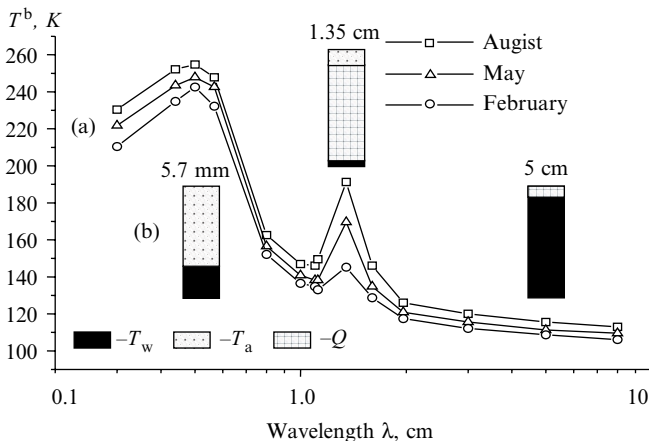 T^b, K
1.35 cm
Augist
May
February
260
240
220
200
180
160
140
120
100
(a)
5.7 mm
(b)
5 cm
–T_w
–T_a
–Q
0.1
1.0
10
Wavelength λ, cm